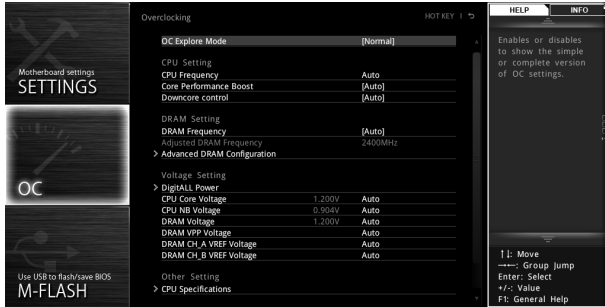 Overclocking
HOT KEY | ⮌
HELP
INFO
Motherboard settings
SETTINGS
OC
Use USB to flash/save BIOS
M-FLASH
OC Explore Mode [Normal]
CPU Setting
CPU Frequency Auto
Core Performance Boost [Auto]
Downcore control [Auto]
DRAM Setting
DRAM Frequency [Auto]
Adjusted DRAM Frequency 2400MHz
> Advanced DRAM Configuration
Voltage Setting
> DigitALL Power
CPU Core Voltage 1.200V Auto
CPU NB Voltage 0.904V Auto
DRAM Voltage 1.200V Auto
DRAM VPP Voltage Auto
DRAM CH_A VREF Voltage Auto
DRAM CH_B VREF Voltage Auto
Other Setting
> CPU Specifications
Enables or disables
to show the simple
or complete version
of OC settings.
↑↓: Move
→←: Group Jump
Enter: Select
+/-: Value
F1: General Help